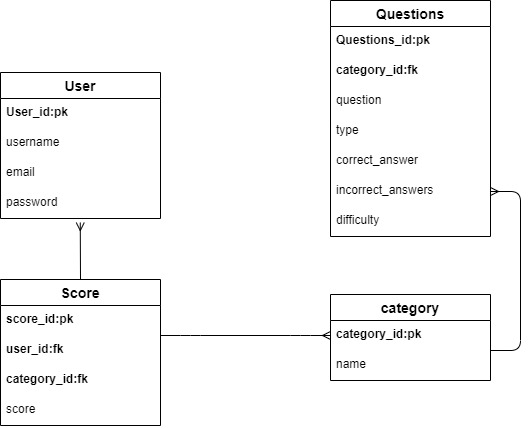 User
User_id:pk
username
email
password
Questions
Questions_id:pk
category_id:fk
question
type
correct_answer
incorrect_answers
difficulty
Score
score_id:pk
user_id:fk
category_id:fk
score
category
category_id:pk
name